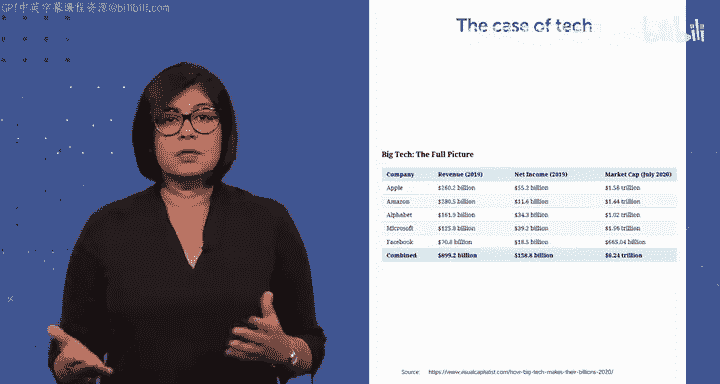 GPT中英字幕课程资源@bilibili.com
The case of tech
Big Tech: The Full Picture
Company Revenue (2019) Net Income (2019) Market Cap (July 2020)
Apple $260.2 billion $55.2 billion $1.58 trillion
Amazon $280.5 billion $11.6 billion $1.44 trillion
Alphabet $161.9 billion $34.3 billion $1.02 trillion
Microsoft $125.8 billion $39.2 billion $1.56 trillion
Facebook $70.8 billion $18.5 billion $665.04 billion
Combined $899.2 billion $158.8 billion $6.24 trillion
Source: https://www.visualcapitalist.com/how-big-tech-makes-their-billions-2020/